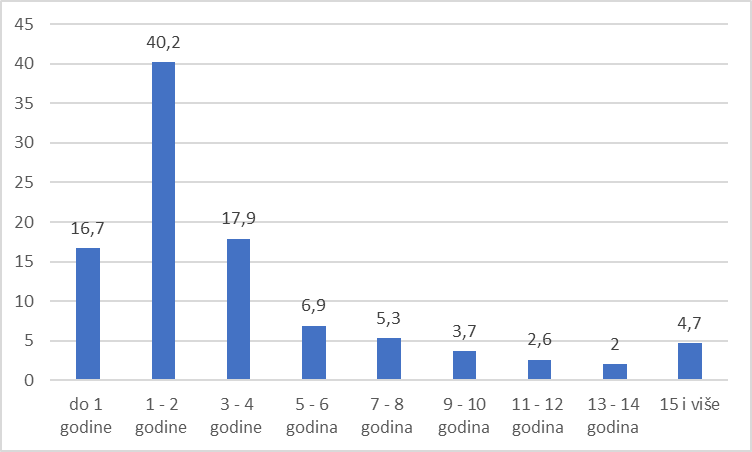 45
40
35
30
25
20
15
10
5
0
16,7
40,2
17,9
6,9
5,3
3,7
2,6
2
4,7
do 1
godine
1 - 2
godine
3 - 4
godine
5 - 6
godina
7 - 8
godina
9 - 10
godina
11 - 12
godina
13 - 14
godina
15 i više